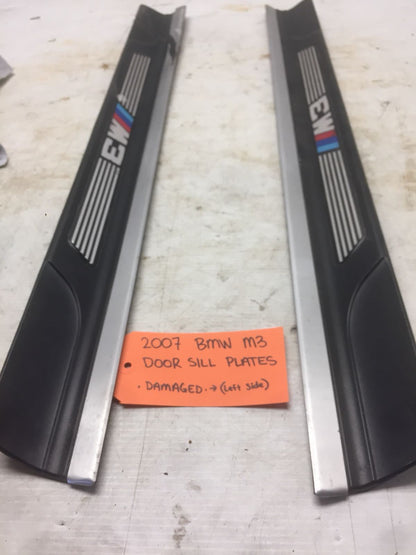 M3
M3
2007 BMW M3
DOOR SILL PLATES
• DAMAGED. → (Left Side)